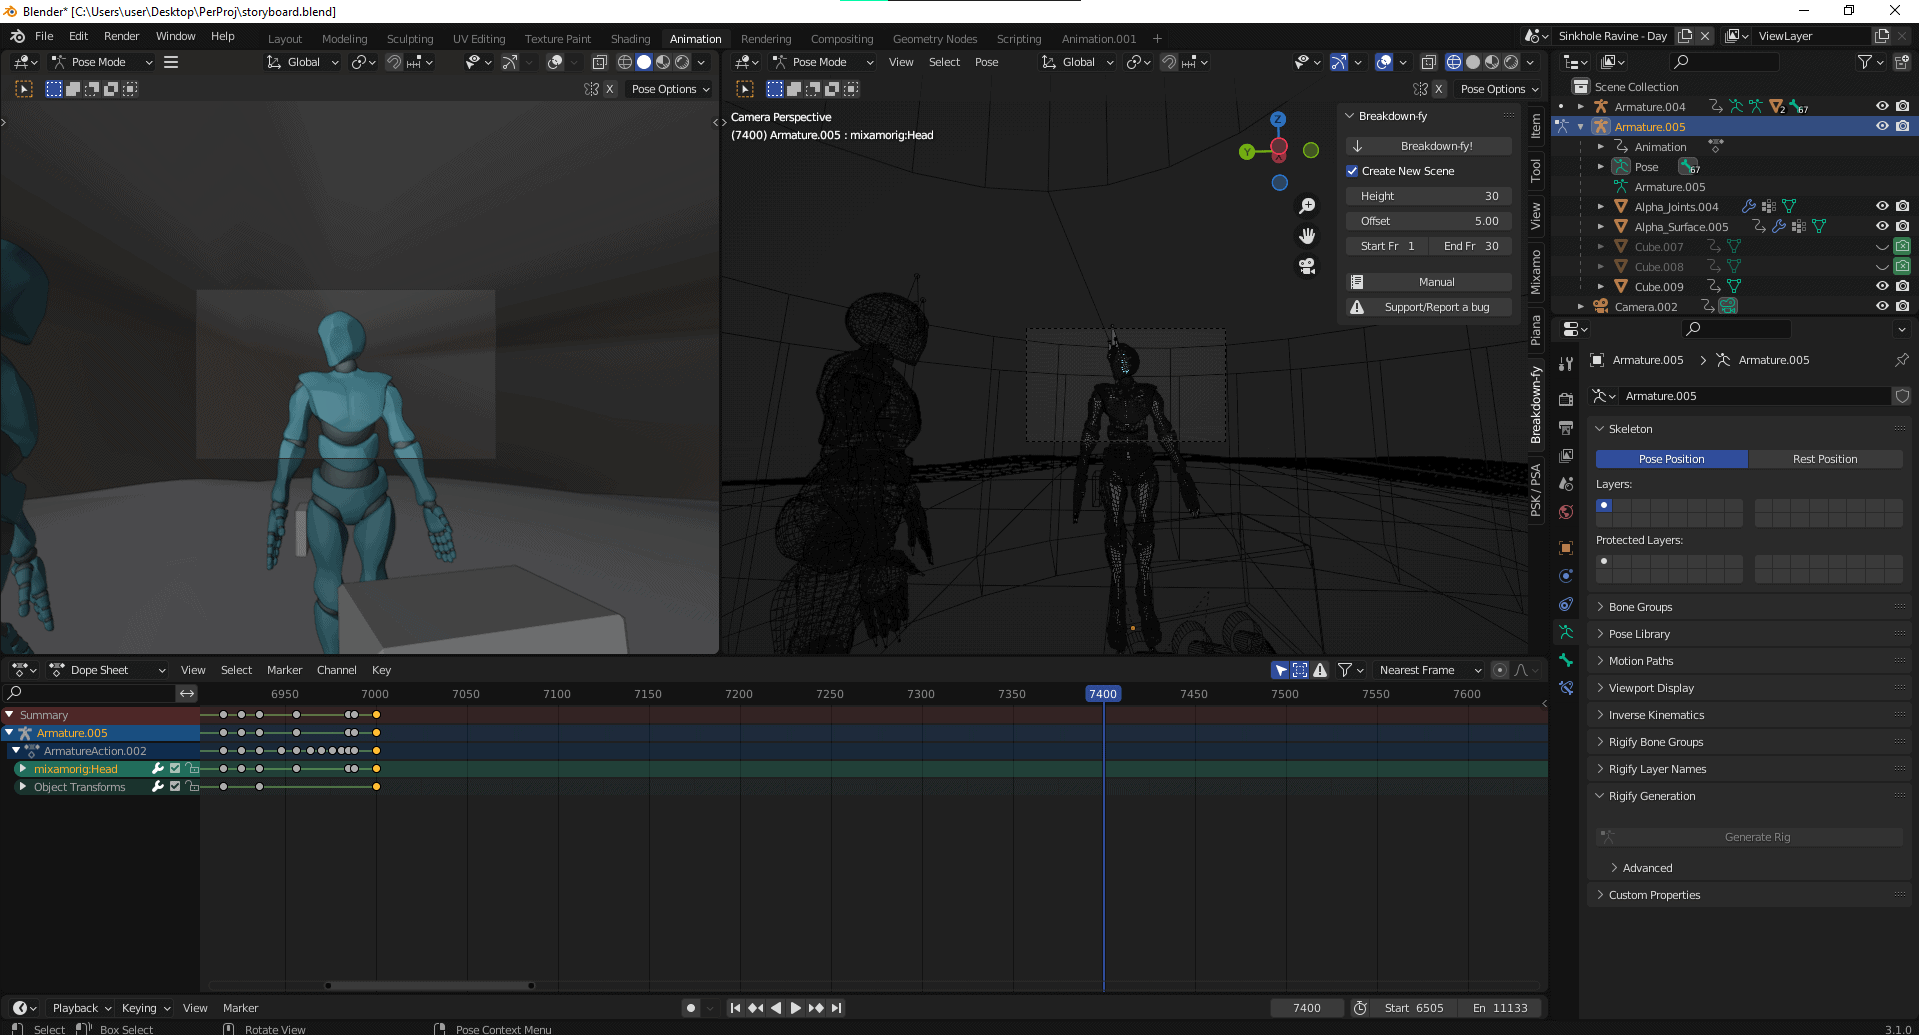 Blender* [C:\Users\user\Desktop\PerProj\storyboard.blend]
File Edit Render Window Help Layout Modeling Sculpting UV Editing Texture Paint Shading Animation Rendering Compositing Geometry Nodes Scripting Animation.001 + Sinkhole Ravine - Day ViewLayer
Pose Mode Global Pose Mode View Select Pose Global
X Pose Options X Pose Options
Camera Perspective
(7400) Armature.005 : mixamorig:Head
Z
Y
X
Breakdown-fy
Breakdown-fy!
Create New Scene
Height 30
Offset 5.00
Start Fr 1 End Fr 30
Manual
Support/Report a bug
Item
Tool
View
Mixamo
Piana
Breakdown-fy
PSK / PSA
Scene Collection
Armature.004 2 67
Armature.005
Animation
Pose 67
Armature.005
Alpha_Joints.004
Alpha_Surface.005
Cube.007
Cube.008
Cube.009
Camera.002
Armature.005 Armature.005
Armature.005
Skeleton
Pose Position Rest Position
Layers:
Protected Layers:
Bone Groups
Pose Library
Motion Paths
Viewport Display
Inverse Kinematics
Rigify Bone Groups
Rigify Layer Names
Rigify Generation
Generate Rig
Advanced
Custom Properties
Dope Sheet View Select Marker Channel Key Nearest Frame
6950 7000 7050 7100 7150 7200 7250 7300 7350 7400 7450 7500 7550 7600
Summary
Armature.005
ArmatureAction.002
mixamorig:Head
Object Transforms
Playback Keying View Marker 7400 Start 6505 En 11133
Select Box Select Rotate View Pose Context Menu 3.1.0